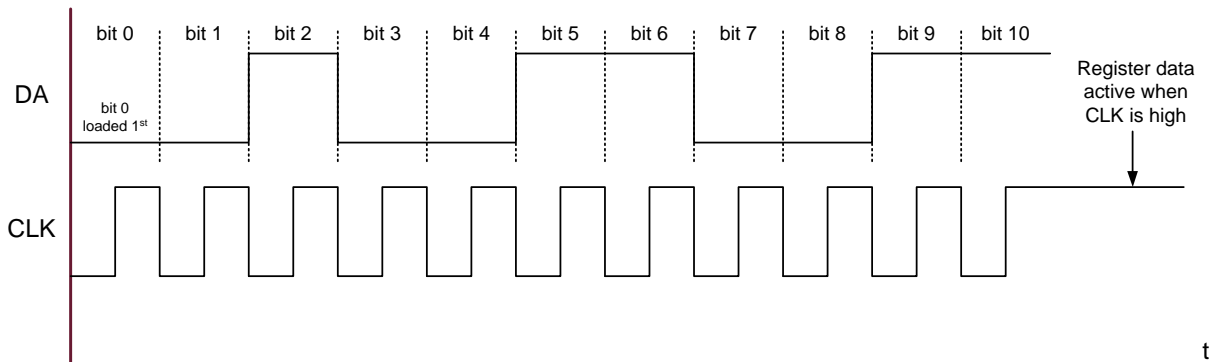 bit 0 bit 1 bit 2 bit 3 bit 4 bit 5 bit 6 bit 7 bit 8 bit 9 bit 10
DA
bit 0
loaded 1st
Register data
active when
CLK is high
CLK
t